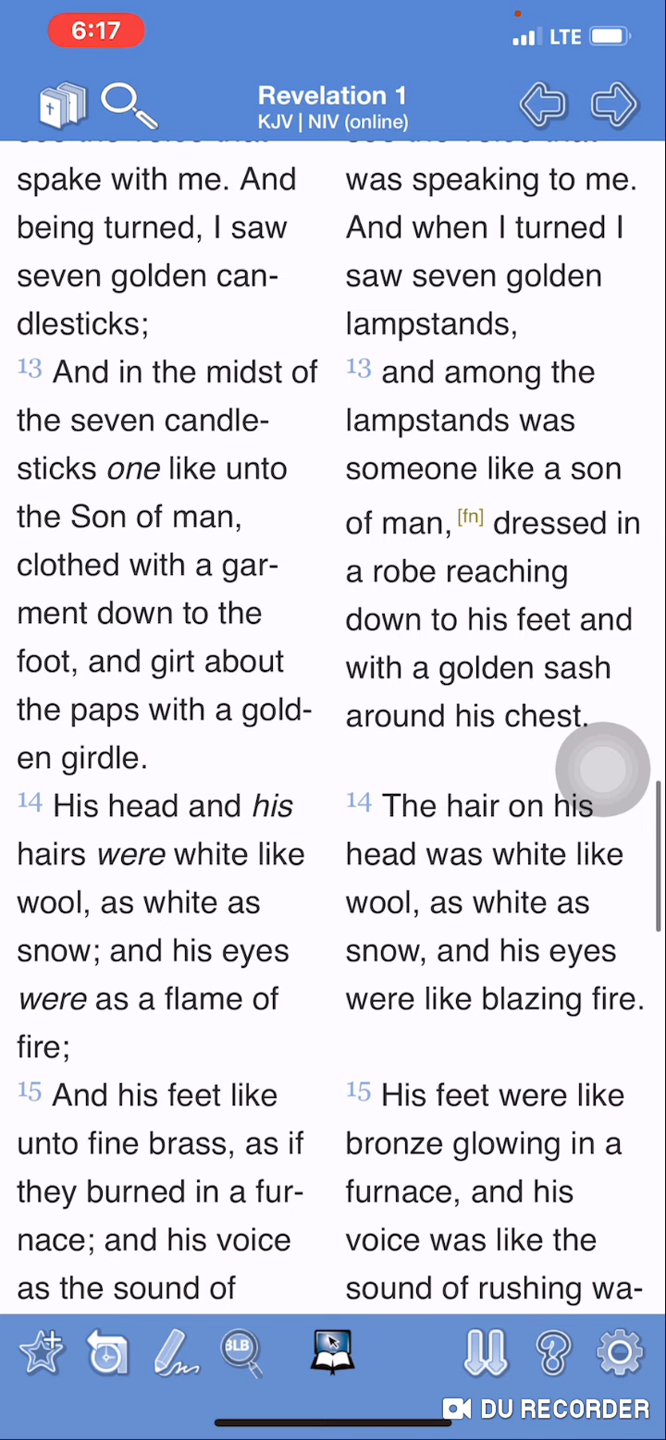 6:17
LTE
Revelation 1
KJV | NIV (online)
spake with me. And
being turned, I saw
seven golden can-
dlesticks;
13 And in the midst of
the seven candle-
sticks one like unto
the Son of man,
clothed with a gar-
ment down to the
foot, and girt about
the paps with a gold-
en girdle.
14 His head and his
hairs were white like
wool, as white as
snow; and his eyes
were as a flame of
fire;
15 And his feet like
unto fine brass, as if
they burned in a fur-
nace; and his voice
as the sound of
was speaking to me.
And when I turned I
saw seven golden
lampstands,
13 and among the
lampstands was
someone like a son
of man, [fn] dressed in
a robe reaching
down to his feet and
with a golden sash
around his chest.
14 The hair on his
head was white like
wool, as white as
snow, and his eyes
were like blazing fire.
15 His feet were like
bronze glowing in a
furnace, and his
voice was like the
sound of rushing wa-
BLB
DU RECORDER